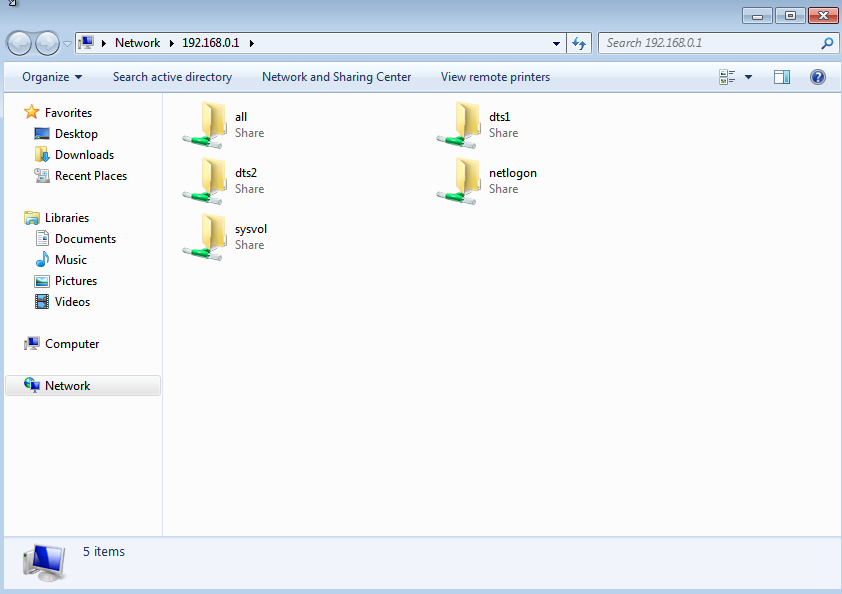 Network 192.168.0.1 Search 192.168.0.1
Organize Search active directory Network and Sharing Center View remote printers
Favorites
Desktop
Downloads
Recent Places
Libraries
Documents
Music
Pictures
Videos
Computer
Network
all
Share
dts1
Share
dts2
Share
netlogon
Share
sysvol
Share
5 items